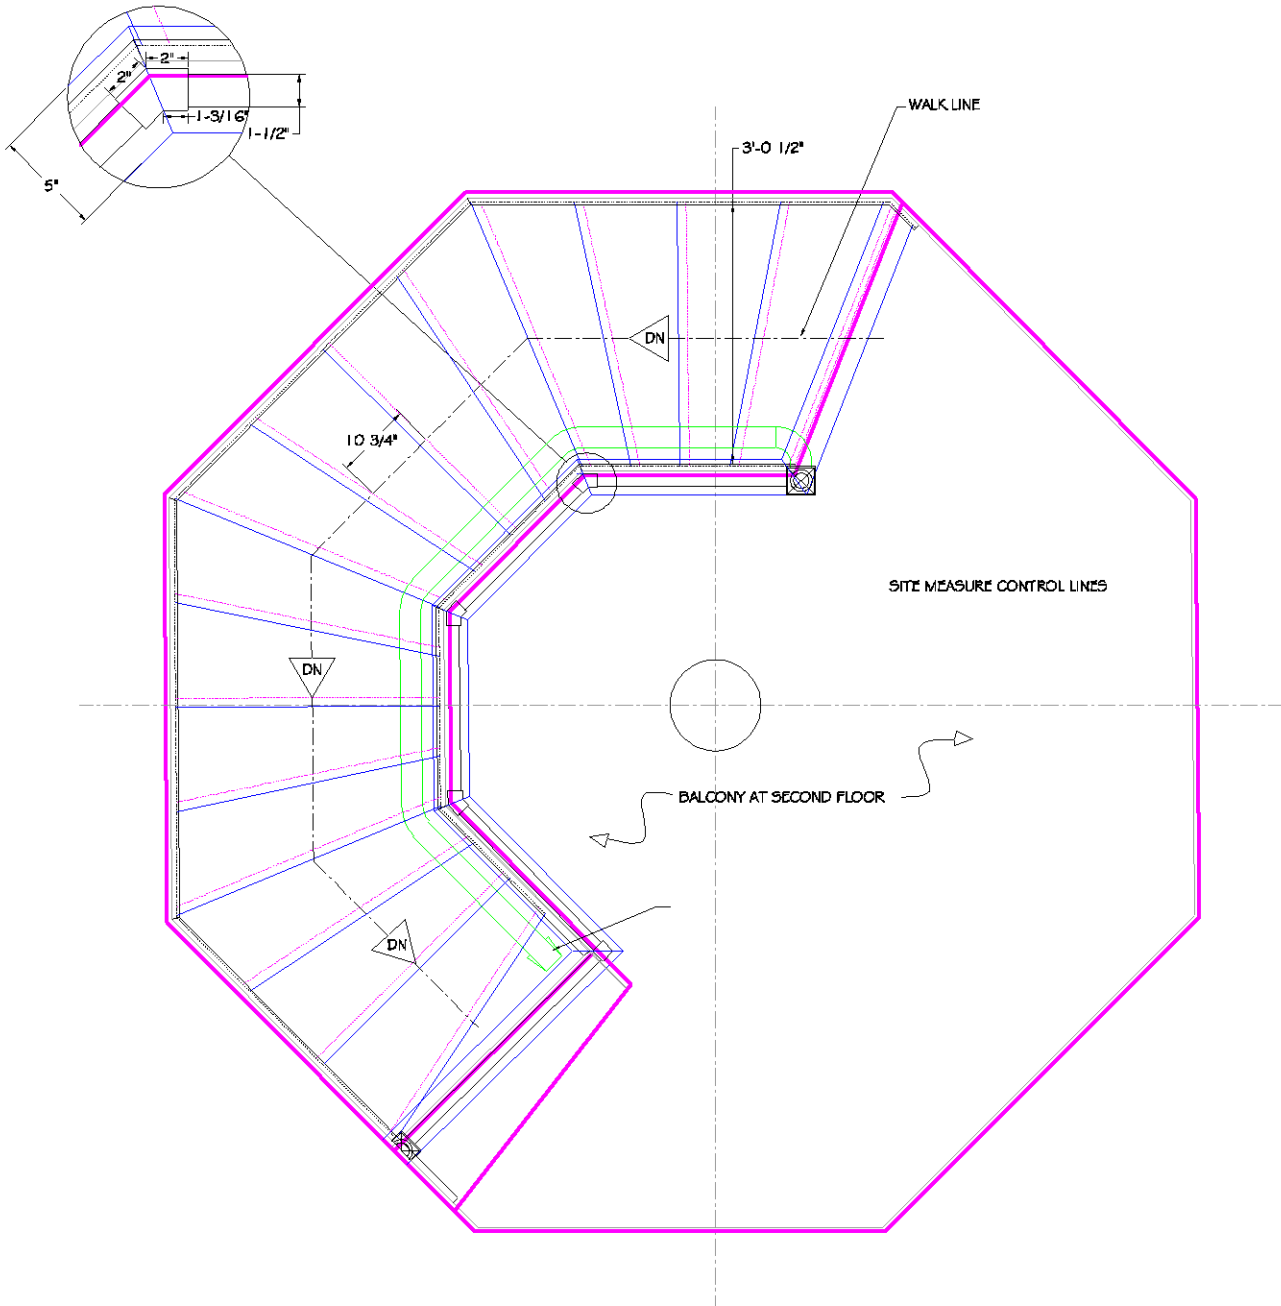 2"
2"
1-3/16"
1-1/2"
5"
WALK LINE
3'-0 1/2"
DN
10 3/4"
SITE MEASURE CONTROL LINES
DN
BALCONY AT SECOND FLOOR
DN